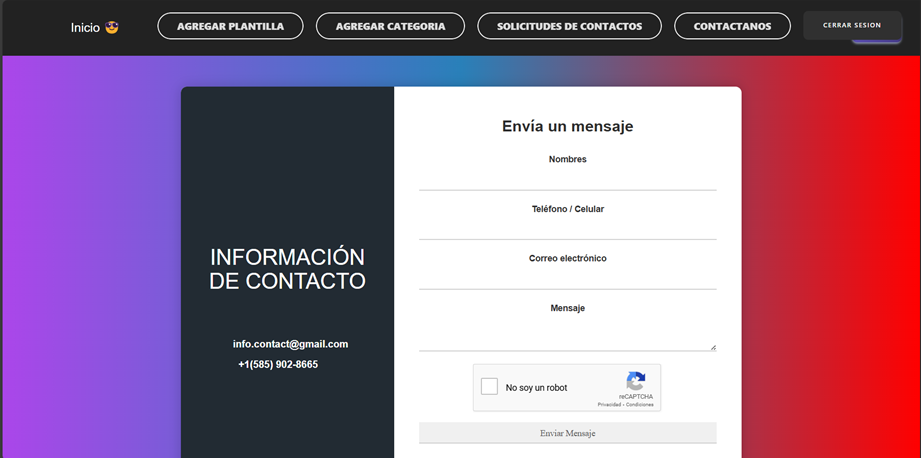 Inicio 😎
AGREGAR PLANTILLA
AGREGAR CATEGORIA
SOLICITUDES DE CONTACTOS
CONTACTANOS
CERRAR SESION
INFORMACIÓN
DE CONTACTO
info.contact@gmail.com
+1(585) 902-8665
Envía un mensaje
Nombres
Teléfono / Celular
Correo electrónico
Mensaje
No soy un robot
reCAPTCHA
Privacidad - Condiciones
Enviar Mensaje